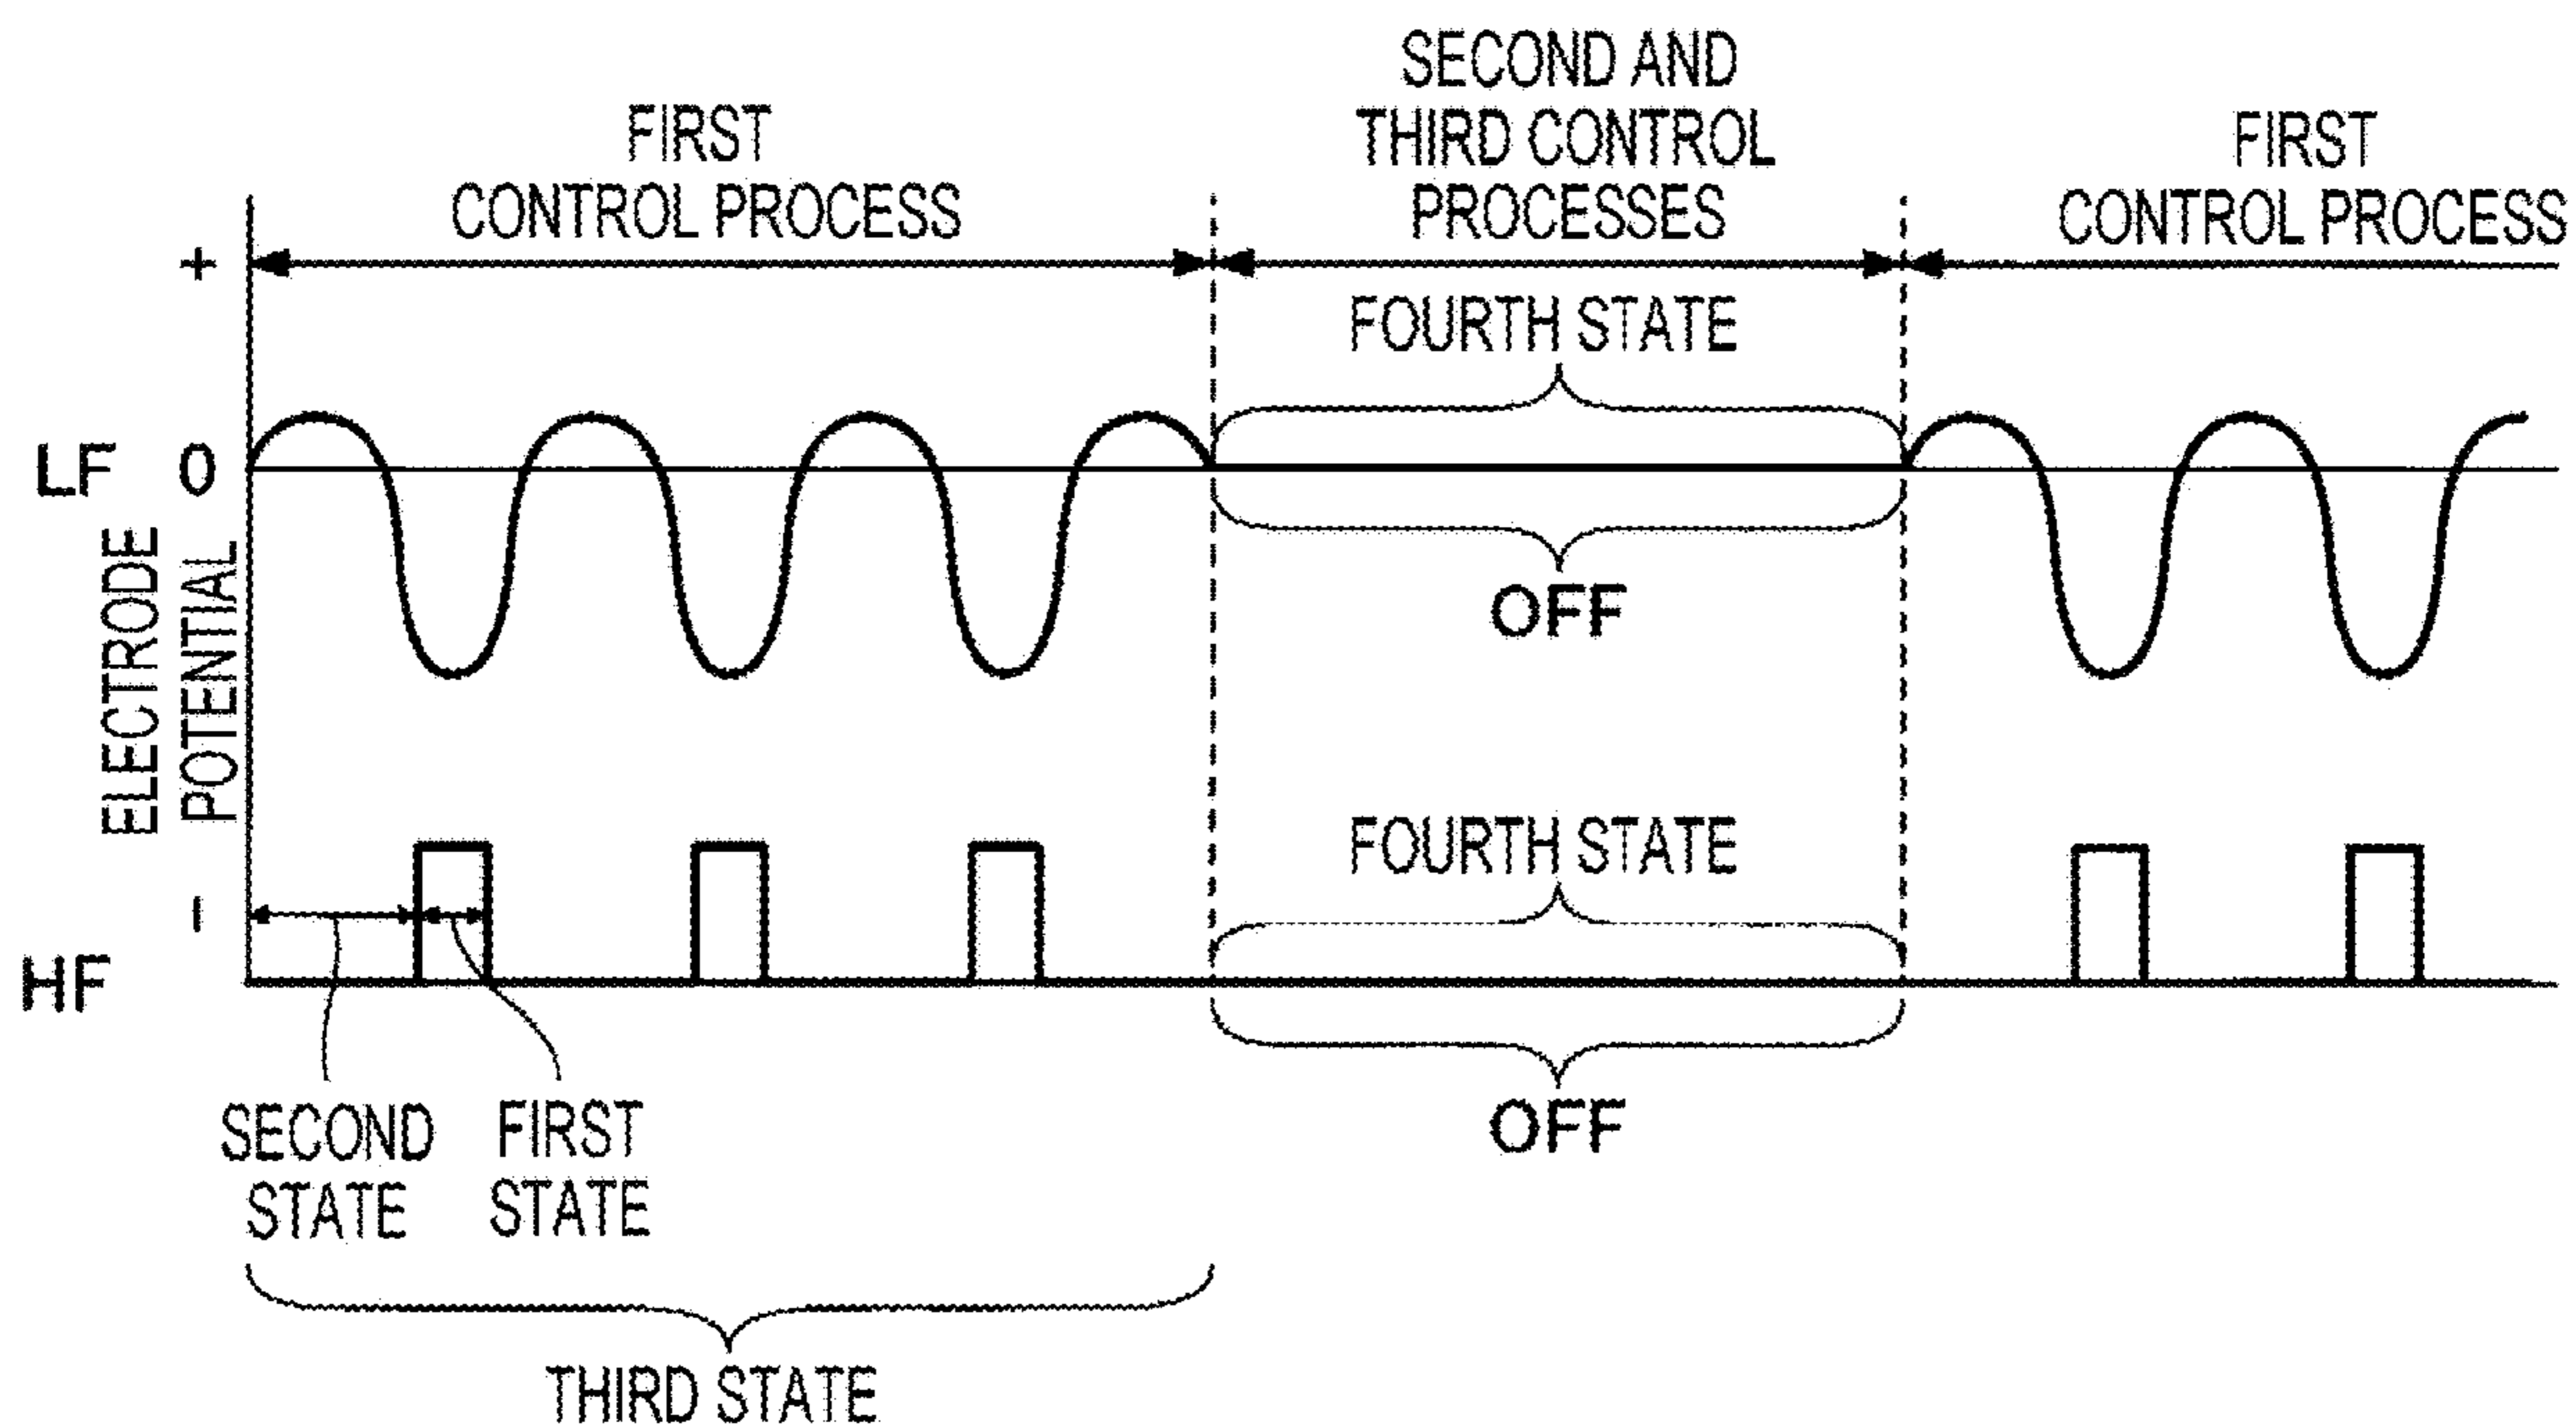 FIRST
CONTROL PROCESS
SECOND AND
THIRD CONTROL
PROCESSES
FIRST
CONTROL PROCESS
+
FOURTH STATE
LF 0
OFF
ELECTRODE
POTENTIAL
FOURTH STATE
-
HF
OFF
SECOND
STATE
FIRST
STATE
THIRD STATE